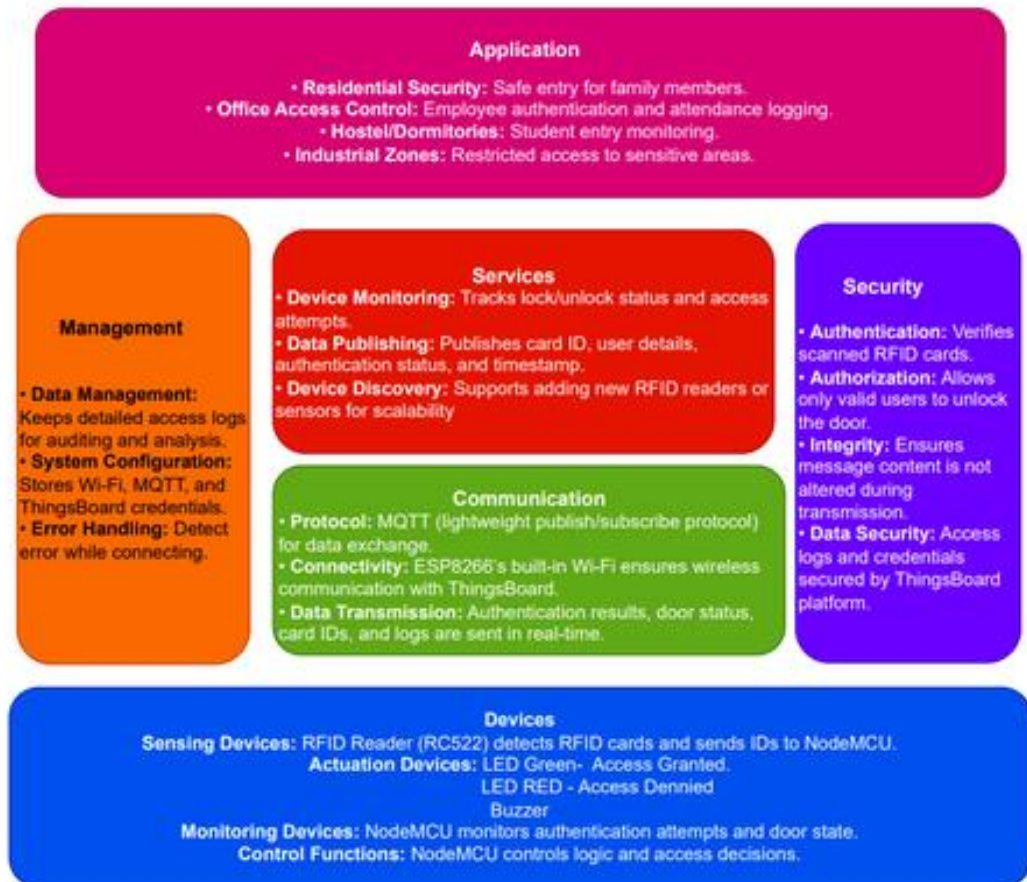 Application
• Residential Security: Safe entry for family members.
• Office Access Control: Employee authentication and attendance logging.
• Hostel/Dormitories: Student entry monitoring.
• Industrial Zones: Restricted access to sensitive areas.
Management
• Data Management:
Keeps detailed access logs
for auditing and analysis.
• System Configuration:
Stores Wi-Fi, MQTT, and
ThingsBoard credentials.
• Error Handling: Detect
error while connecting.
Services
• Device Monitoring: Tracks lock/unlock status and access
attempts.
• Data Publishing: Publishes card ID, user details,
authentication status, and timestamp.
• Device Discovery: Supports adding new RFID readers or
sensors for scalability
Communication
• Protocol: MQTT (lightweight publish/subscribe protocol)
for data exchange.
• Connectivity: ESP8266's built-in Wi-Fi ensures wireless
communication with ThingsBoard.
• Data Transmission: Authentication results, door status,
card IDs, and logs are sent in real-time.
Security
• Authentication: Verifies
scanned RFID cards.
• Authorization: Allows
only valid users to unlock
the door.
• Integrity: Ensures
message content is not
altered during
transmission.
• Data Security: Access
logs and credentials
secured by ThingsBoard
platform.
Devices
Sensing Devices: RFID Reader (RC522) detects RFID cards and sends IDs to NodeMCU.
Actuation Devices: LED Green- Access Granted.
LED RED - Access Dennied
Buzzer
Monitoring Devices: NodeMCU monitors authentication attempts and door state.
Control Functions: NodeMCU controls logic and access decisions.